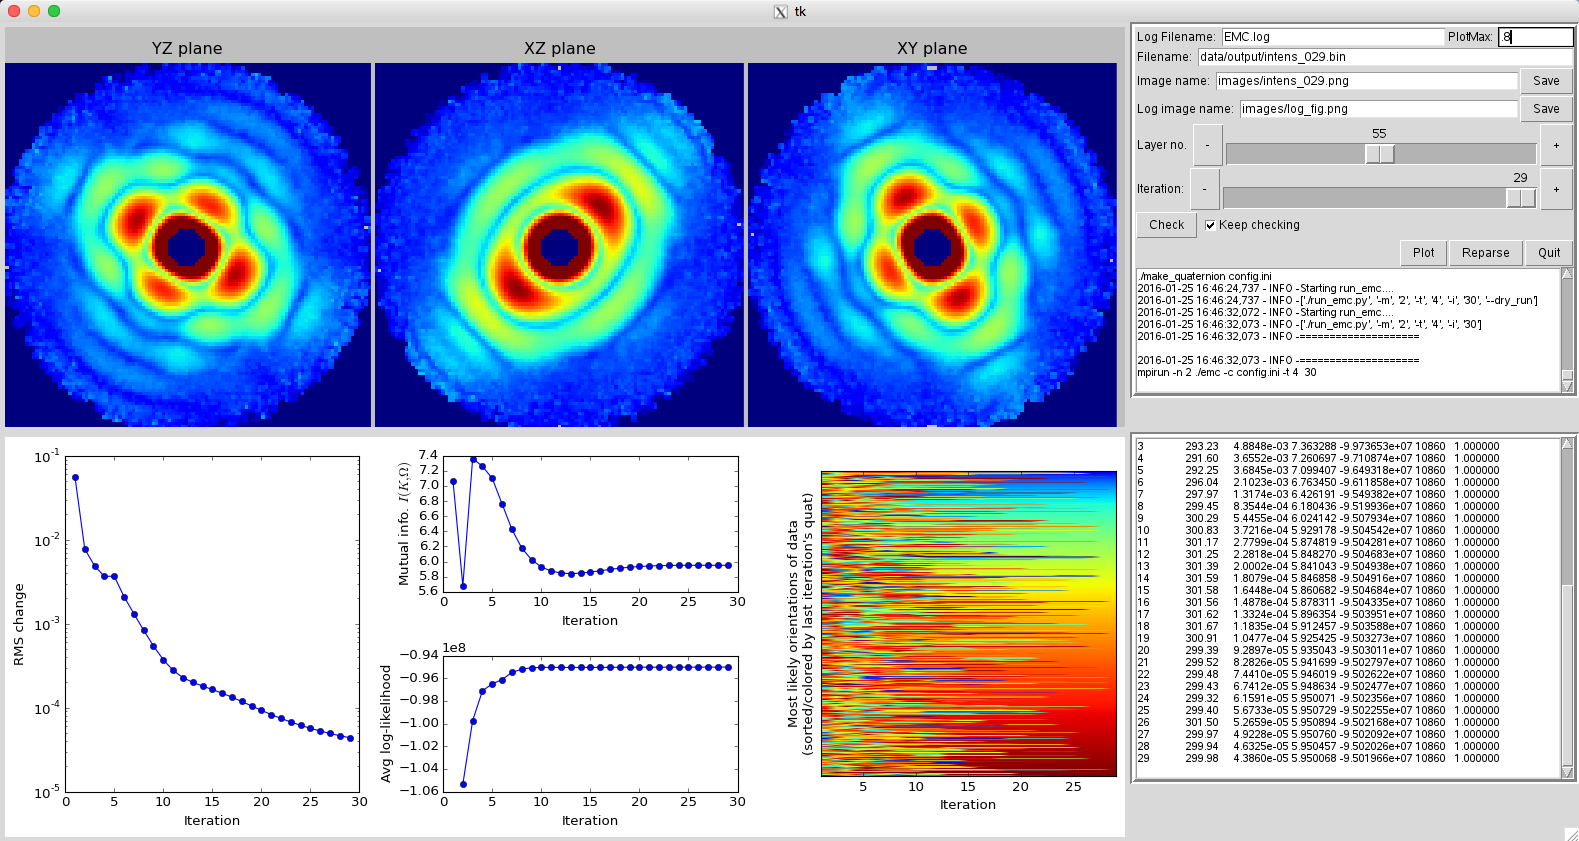 tk
YZ plane
XZ plane
XY plane
Log Filename: EMC.log PlotMax: .8
Filename: data/output/intens_029.bin
Image name: images/intens_029.png Save
Log image name: images/log_fig.png Save
55
Layer no. - +
29
Iteration: - +
Check Keep checking
Plot Reparse Quit
./make_quaternion config.ini
2016-01-25 16:46:24,737 - INFO - Starting run_emc....
2016-01-25 16:46:24,737 - INFO - ['./run_emc.py', '-m', '2', '-t', '4', '-i', '30', '--dry_run']
2016-01-25 16:46:32,072 - INFO - Starting run_emc....
2016-01-25 16:46:32,073 - INFO - ['./run_emc.py', '-m', '2', '-t', '4', '-i', '30']
2016-01-25 16:46:32,073 - INFO - ====================
2016-01-25 16:46:32,073 - INFO - ====================
mpirun -n 2 ./emc -c config.ini -t 4 30
10^-1
10^-2
10^-3
10^-4
10^-5
RMS change
0 5 10 15 20 25 30
Iteration
7.4
7.2
7.0
6.8
6.6
6.4
6.2
6.0
5.8
5.6
Mutual info. I(K,Ω)
0 5 10 15 20 25 30
Iteration
1e8
−0.94
−0.96
−0.98
−1.00
−1.02
−1.04
−1.06
Avg log-likelihood
0 5 10 15 20 25 30
Iteration
Most likely orientations of data
(sorted/colored by last iteration's quat)
5 10 15 20 25
Iteration
3 293.23 4.8848e-03 7.363288 -9.973653e+07 10860 1.000000
4 291.60 3.6552e-03 7.260697 -9.710874e+07 10860 1.000000
5 292.25 3.6845e-03 7.099407 -9.649318e+07 10860 1.000000
6 296.04 2.1023e-03 6.763450 -9.611858e+07 10860 1.000000
7 297.97 1.3174e-03 6.426191 -9.549382e+07 10860 1.000000
8 299.45 8.3544e-04 6.180436 -9.519936e+07 10860 1.000000
9 300.29 5.4455e-04 6.024142 -9.507934e+07 10860 1.000000
10 300.83 3.7216e-04 5.929178 -9.504542e+07 10860 1.000000
11 301.17 2.7799e-04 5.874819 -9.504281e+07 10860 1.000000
12 301.25 2.2818e-04 5.848270 -9.504683e+07 10860 1.000000
13 301.39 2.0002e-04 5.841043 -9.504938e+07 10860 1.000000
14 301.59 1.8079e-04 5.846858 -9.504916e+07 10860 1.000000
15 301.58 1.6448e-04 5.860682 -9.504684e+07 10860 1.000000
16 301.56 1.4878e-04 5.878311 -9.504335e+07 10860 1.000000
17 301.62 1.3324e-04 5.896354 -9.503951e+07 10860 1.000000
18 301.67 1.1835e-04 5.912457 -9.503588e+07 10860 1.000000
19 300.91 1.0477e-04 5.925425 -9.503273e+07 10860 1.000000
20 299.39 9.2897e-05 5.935043 -9.503011e+07 10860 1.000000
21 299.52 8.2826e-05 5.941699 -9.502797e+07 10860 1.000000
22 299.48 7.4410e-05 5.946019 -9.502622e+07 10860 1.000000
23 299.43 6.7412e-05 5.948634 -9.502477e+07 10860 1.000000
24 299.32 6.1591e-05 5.950071 -9.502356e+07 10860 1.000000
25 299.40 5.6733e-05 5.950729 -9.502255e+07 10860 1.000000
26 301.50 5.2659e-05 5.950894 -9.502168e+07 10860 1.000000
27 299.97 4.9228e-05 5.950760 -9.502092e+07 10860 1.000000
28 299.94 4.6325e-05 5.950457 -9.502026e+07 10860 1.000000
29 299.98 4.3860e-05 5.950068 -9.501966e+07 10860 1.000000